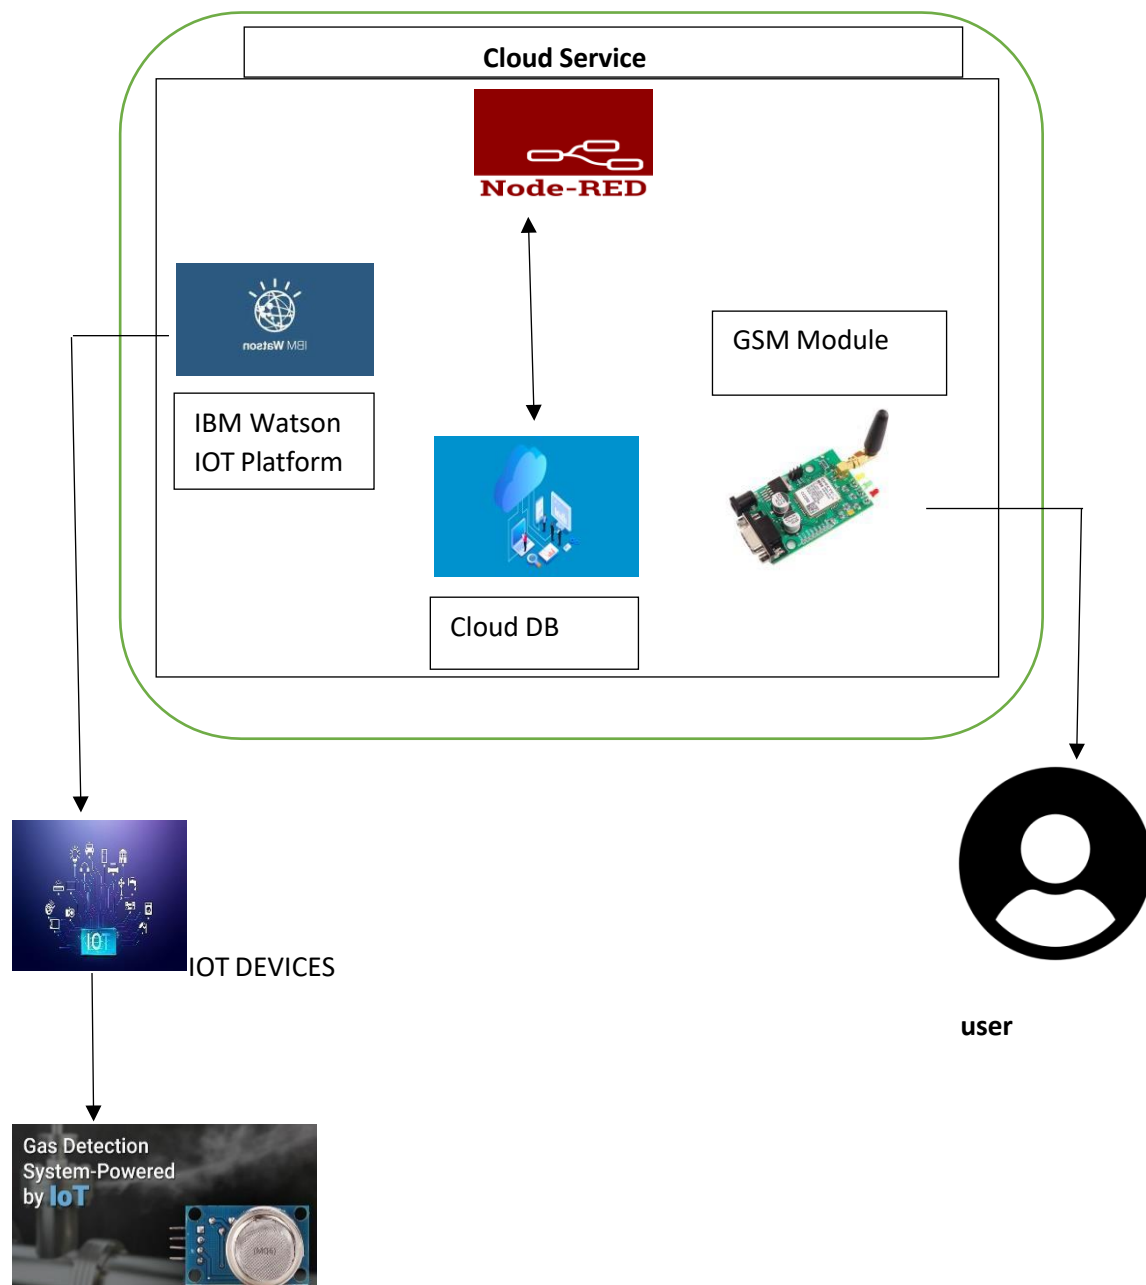 Cloud Service
Node-RED
IBM Watson
GSM Module
IBM Watson
IOT Platform
Cloud DB
IOT
IOT DEVICES
user
Gas Detection
System-Powered
by IoT
(MQ6)